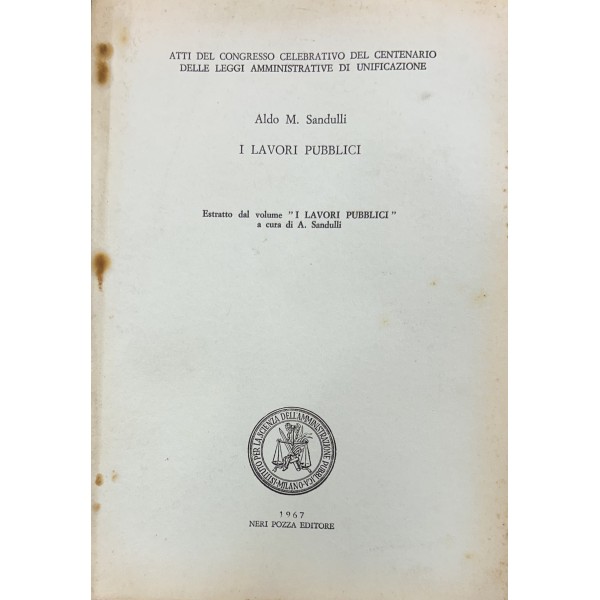 ATTI DEL CONGRESSO CELEBRATIVO DEL CENTENARIO
DELLE LEGGI AMMINISTRATIVE DI UNIFICAZIONE
Aldo M. Sandulli
I LAVORI PUBBLICI
Estratto dal volume "I LAVORI PUBBLICI"
a cura di A. Sandulli
ISTITUTO PER LA SCIENZA DELL'AMMINISTRAZIONE PUBBLICA · MILANO ·
1967
NERI POZZA EDITORE